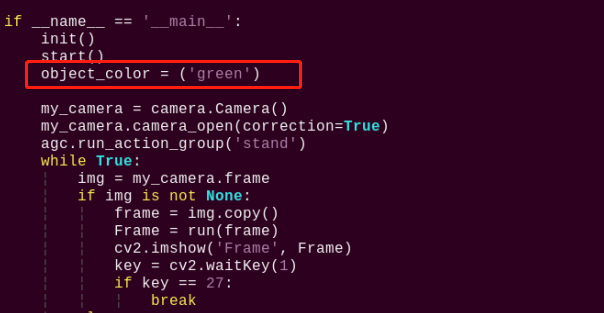 if __name__ == '__main__':
    init()
    start()
    object_color = ('green')

    my_camera = camera.Camera()
    my_camera.camera_open(correction=True)
    agc.run_action_group('stand')
    while True:
        img = my_camera.frame
        if img is not None:
            frame = img.copy()
            Frame = run(frame)
            cv2.imshow('Frame', Frame)
            key = cv2.waitKey(1)
            if key == 27:
                break